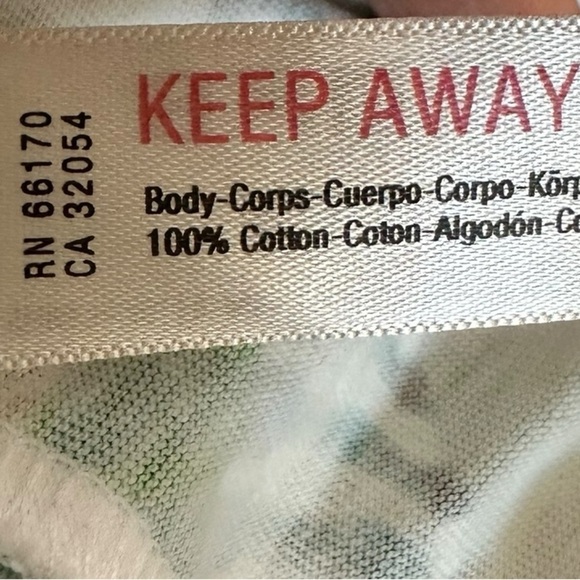 RN 66170
CA 32054
KEEP AWAY
Body-Corps-Cuerpo-Corpo-
100% Cotton-Coton-Algodón-